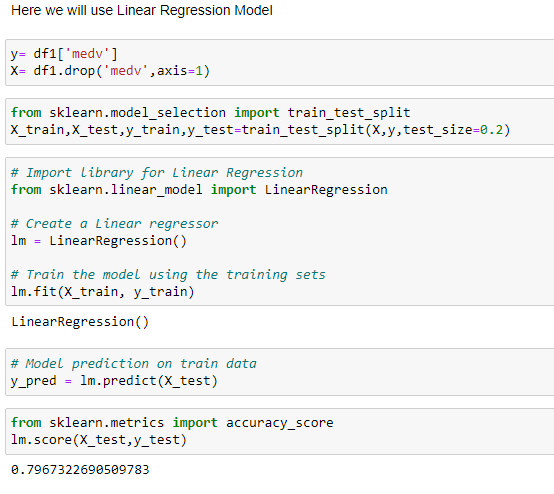 Here we will use Linear Regression Model
y= df1['medv']
X= df1.drop('medv',axis=1)
from sklearn.model_selection import train_test_split
X_train,X_test,y_train,y_test=train_test_split(X,y,test_size=0.2)
# Import library for Linear Regression
from sklearn.linear_model import LinearRegression
# Create a Linear regressor
lm = LinearRegression()
# Train the model using the training sets
lm.fit(X_train, y_train)
LinearRegression()
# Model prediction on train data
y_pred = lm.predict(X_test)
from sklearn.metrics import accuracy_score
lm.score(X_test,y_test)
0.7967322690509783